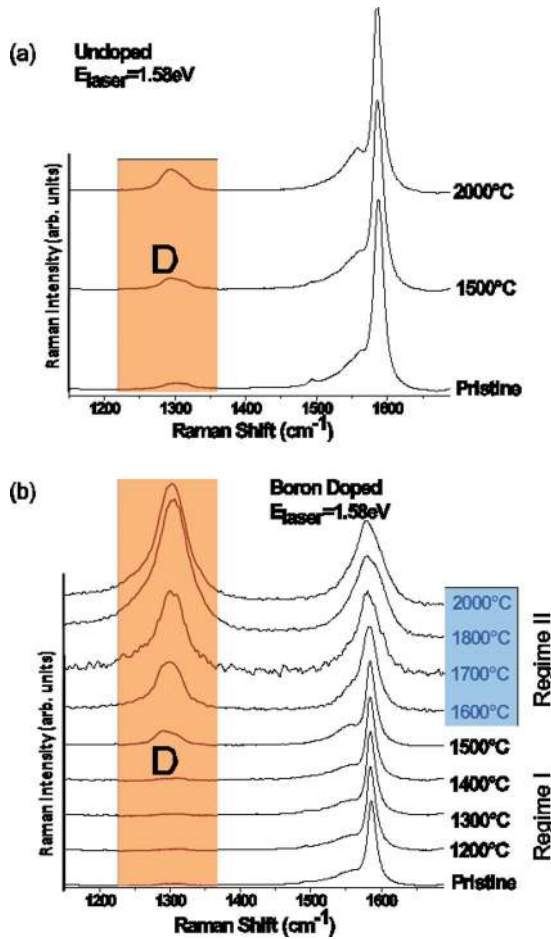 (a)
Undoped
E_laser=1.58eV
Raman Intensity (arb. units)
D
2000°C
1500°C
Pristine
1200 1300 1400 1500 1600
Raman Shift (cm⁻¹)
(b)
Boron Doped
E_laser=1.58eV
Raman Intensity (arb. units)
D
2000°C
1800°C
1700°C
1600°C
Regime II
1500°C
1400°C
1300°C
1200°C
Pristine
Regime I
1200 1300 1400 1500 1600
Raman Shift (cm⁻¹)